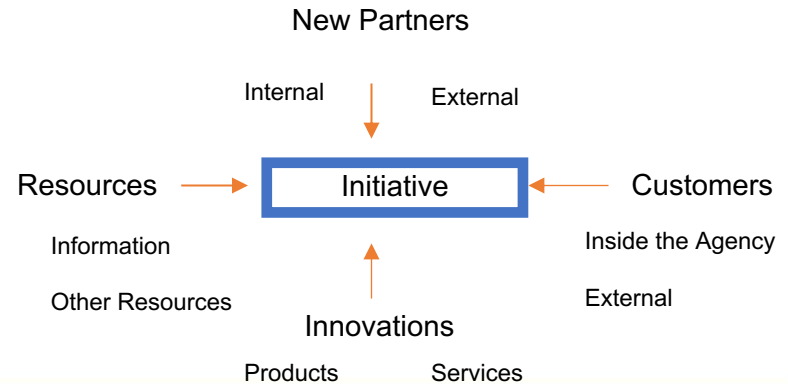 New Partners
Internal External
Resources Initiative Customers
Information Inside the Agency
Other Resources External
Innovations
Products Services